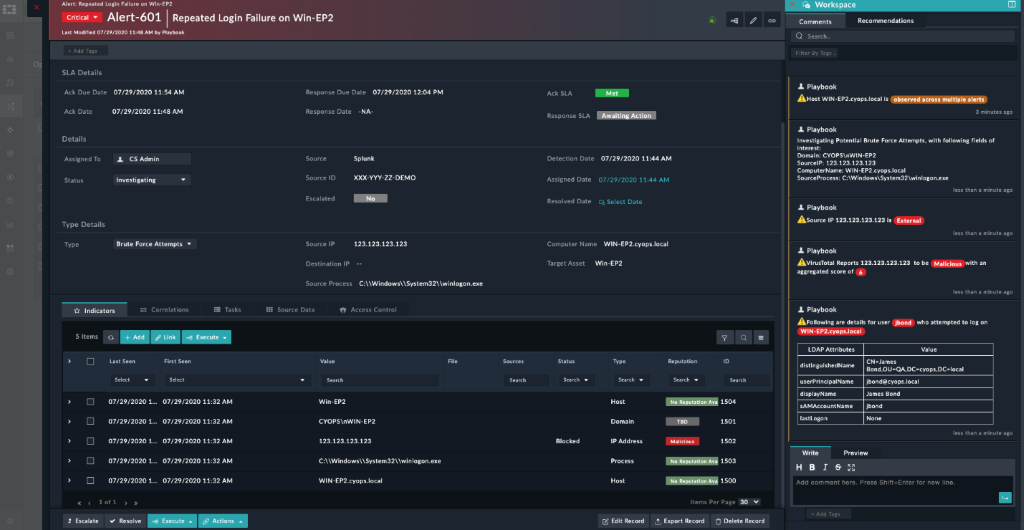 Alert: Repeated Login Failure on Win-EP2
Critical
Alert-601
Repeated Login Failure on Win-EP2
Last Modified 07/29/2020 11:48 AM by Playbook
+ Add Tags
SLA Details
Ack Due Date 07/29/2020 11:54 AM
Response Due Date 07/29/2020 12:04 PM
Ack SLA Met
Ack Date 07/29/2020 11:48 AM
Response Date -NA-
Response SLA Awaiting Action
Details
Assigned To CS Admin
Source Splunk
Detection Date 07/29/2020 11:44 AM
Status Investigating
Source ID XXX-YYY-ZZ-DEMO
Assigned Date 07/29/2020 11:44 AM
Escalated No
Resolved Date Select Date
Type Details
Type Brute Force Attempts
Source IP 123.123.123.123
Computer Name WIN-EP2.cyops.local
Destination IP --
Target Asset Win-EP2
Source Process C:\\Windows\\System32\\winlogon.exe
Indicators Correlations Tasks Source Data Access Control
5 Items + Add Link Execute
Last Seen First Seen Value File Sources Status Type Reputation ID
Select Select Search Search Search Search Search Search
07/29/2020 1... 07/29/2020 11:32 AM Win-EP2 Host No Reputation Ava 1504
07/29/2020 1... 07/29/2020 11:32 AM CYOPS\nWIN-EP2 Domain TBD 1501
07/29/2020 1... 07/29/2020 11:32 AM 123.123.123.123 Blocked IP Address Malicious 1502
07/29/2020 1... 07/29/2020 11:32 AM C:\\Windows\\System32\\winlogon.exe Process No Reputation Ava 1503
07/29/2020 1... 07/29/2020 11:32 AM WIN-EP2.cyops.local Host No Reputation Ava 1500
1 of 1
Items Per Page 30
Escalate Resolve Execute Actions Edit Record Export Record Delete Record
Workspace
Comments Recommendations
Search..
Filter By Tags..
Playbook
Host WIN-EP2.cyops.local is observed across multiple alerts
3 minutes ago
Playbook
Investigating Potential Brute Force Attempts, with following fields of
interest:
Domain: CYOPS\nWIN-EP2
SourceIP: 123.123.123.123
ComputerName: WIN-EP2.cyops.local
SourceProcess: C:\Windows\System32\winlogon.exe
less than a minute ago
Playbook
Source IP 123.123.123.123 is External
less than a minute ago
Playbook
VirusTotal Reports 123.123.123.123 to be Malicious with an
aggregated score of 6
less than a minute ago
Playbook
Following are details for user jbond who attempted to log on
WIN-EP2.cyops.local
LDAP Attributes Value
distinguishedName CN=James
Bond,OU=QA,DC=cyops,DC=local
userPrincipalName jbond@cyops.local
displayName James Bond
sAMAccountName jbond
lastLogon None
less than a minute ago
Write Preview
H B I S
Add comment here. Press Shift+Enter for new line.
+ Add Tags